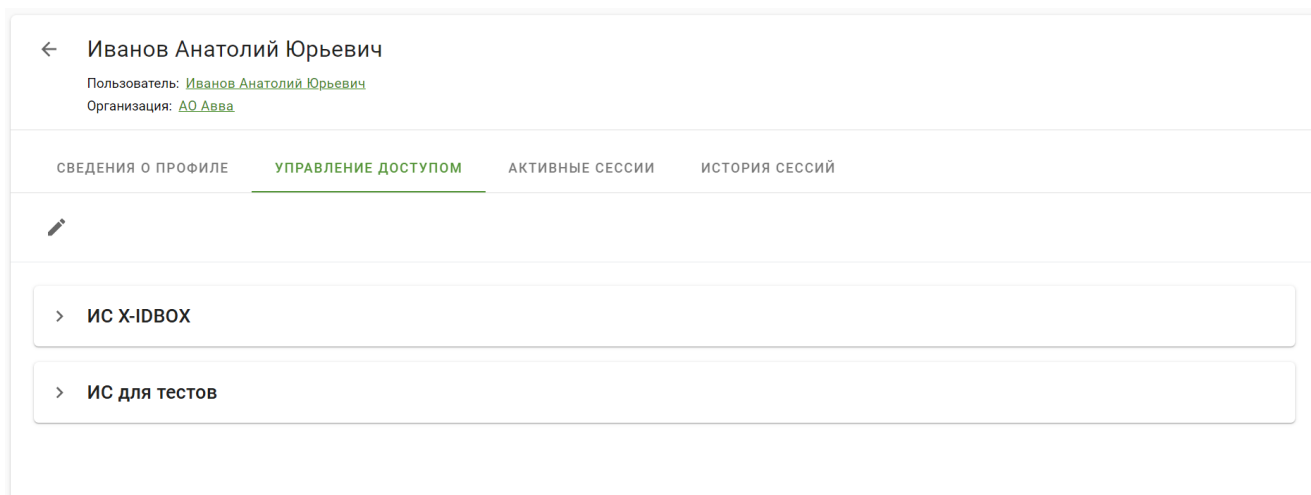 Иванов Анатолий Юрьевич
Пользователь: Иванов Анатолий Юрьевич
Организация: АО Авва
СВЕДЕНИЯ О ПРОФИЛЕ УПРАВЛЕНИЕ ДОСТУПОМ АКТИВНЫЕ СЕССИИ ИСТОРИЯ СЕССИЙ
ИС X-IDBOX
ИС для тестов